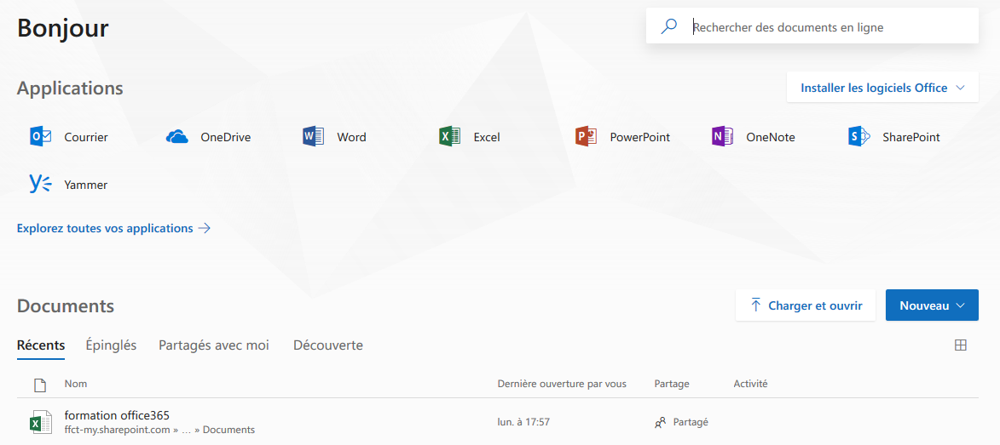 Bonjour
Rechercher des documents en ligne
Applications
Installer les logiciels Office
Courrier OneDrive Word Excel PowerPoint OneNote SharePoint
Yammer
Explorez toutes vos applications
Documents
Charger et ouvrir
Nouveau
Récents Épinglés Partagés avec moi Découverte
Nom Dernière ouverture par vous Partage Activité
formation office365
ffct-my.sharepoint.com » ... » Documents
lun. à 17:57 Partagé